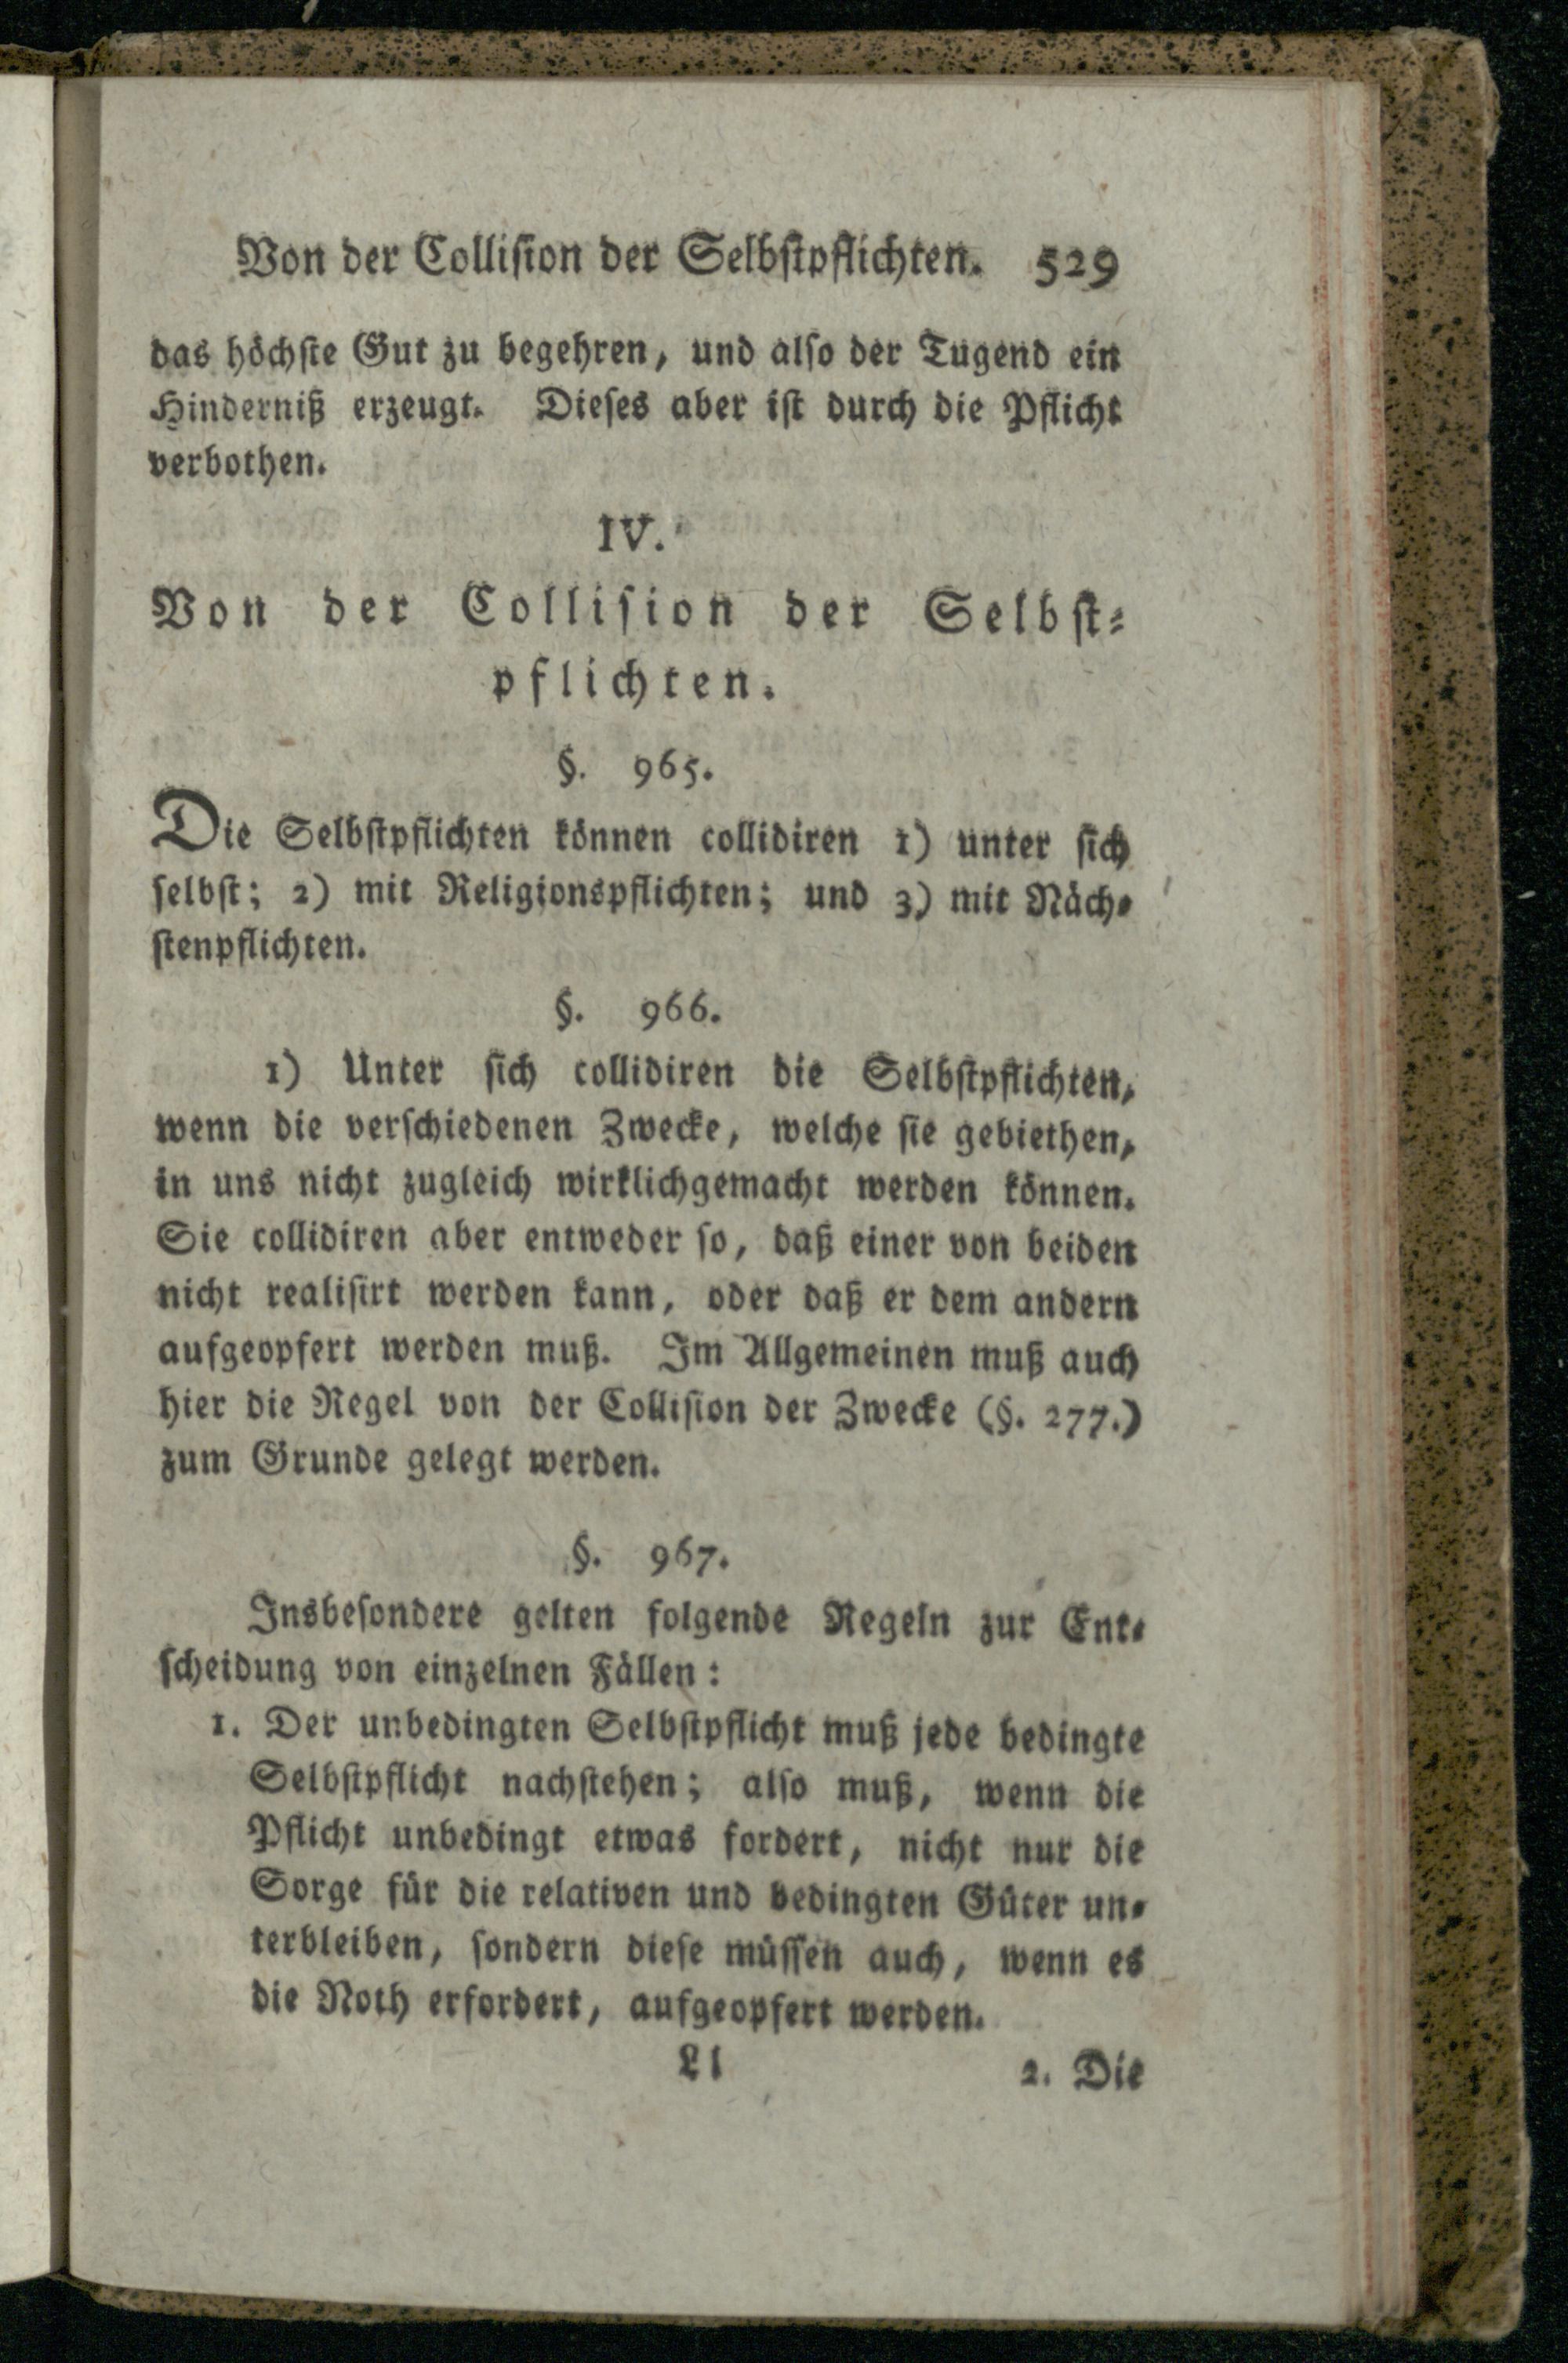 Von der Colliſion der Selbſtpflichten. 529
das höchſte Gut zu begehren, und alſo der Tugend ein
Hinderniß erzeugt. Dieſes aber iſt durch die Pflicht
verbothen.
IV.
Von der Colliſion der Selbſt⸗
pflichten.
§. 965.
Die Selbſtpflichten können collidiren 1) unter ſich
ſelbſt; 2) mit Religionspflichten; und 3) mit Näch⸗
ſtenpflichten.
§. 966.
1) Unter ſich collidiren die Selbſtpflichten,
wenn die verſchiedenen Zwecke, welche ſie gebiethen,
in uns nicht zugleich wirklichgemacht werden können.
Sie collidiren aber entweder ſo, daß einer von beiden
nicht realiſirt werden kann, oder daß er dem andern
aufgeopfert werden muß. Im Allgemeinen muß auch
hier die Regel von der Colliſion der Zwecke (§. 277.)
zum Grunde gelegt werden.
§. 967.
Insbeſondere gelten folgende Regeln zur Ent⸗
ſcheidung von einzelnen Fällen:
1. Der unbedingten Selbſtpflicht muß jede bedingte
Selbſtpflicht nachſtehen; alſo muß, wenn die
Pflicht unbedingt etwas fordert, nicht nur die
Sorge für die relativen und bedingten Güter un⸗
terbleiben, ſondern dieſe müſſen auch, wenn es
die Noth erfordert, aufgeopfert werden.
Ll 2. Die